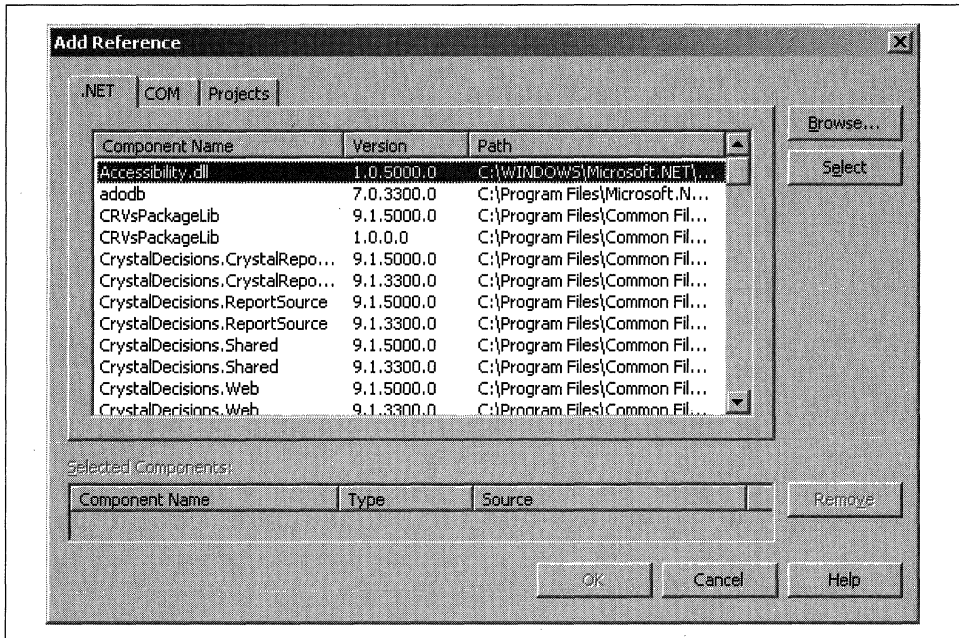 Add Reference
.NET COM Projects
Browse...
Component Name Version Path
Select
Accessibility.dll 1.0.5000.0 C:\WINDOWS\Microsoft.NET\...
adodb 7.0.3300.0 C:\Program Files\Microsoft.N...
CRVsPackageLib 9.1.5000.0 C:\Program Files\Common Fil...
CRVsPackageLib 1.0.0.0 C:\Program Files\Common Fil...
CrystalDecisions.CrystalRepo... 9.1.5000.0 C:\Program Files\Common Fil...
CrystalDecisions.CrystalRepo... 9.1.3300.0 C:\Program Files\Common Fil...
CrystalDecisions.ReportSource 9.1.5000.0 C:\Program Files\Common Fil...
CrystalDecisions.ReportSource 9.1.3300.0 C:\Program Files\Common Fil...
CrystalDecisions.Shared 9.1.5000.0 C:\Program Files\Common Fil...
CrystalDecisions.Shared 9.1.3300.0 C:\Program Files\Common Fil...
CrystalDecisions.Web 9.1.5000.0 C:\Program Files\Common Fil...
CrystalDecisions.Web 9.1.3300.0 C:\Program Files\Common Fil...
Selected Components:
Component Name Type Source
Remove
OK Cancel Help